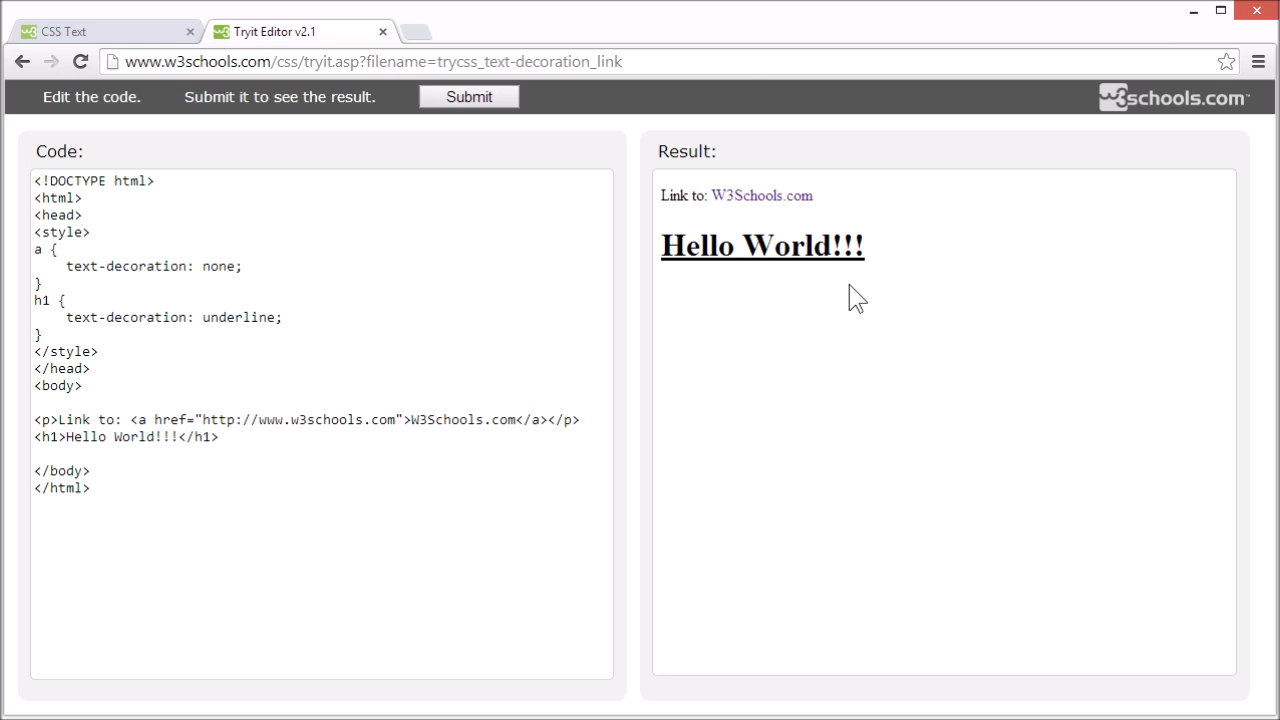 CSS Text
Tryit Editor v2.1
www.w3schools.com/css/tryit.asp?filename=trycss_text-decoration_link
Edit the code. Submit it to see the result. Submit
w3schools.com
Code:
<!DOCTYPE html>
<html>
<head>
<style>
a {
    text-decoration: none;
}
h1 {
    text-decoration: underline;
}
</style>
</head>
<body>
<p>Link to: <a href="http://www.w3schools.com">W3Schools.com</a></p>
<h1>Hello World!!!</h1>
</body>
</html>
Result:
Link to: W3Schools.com
Hello World!!!